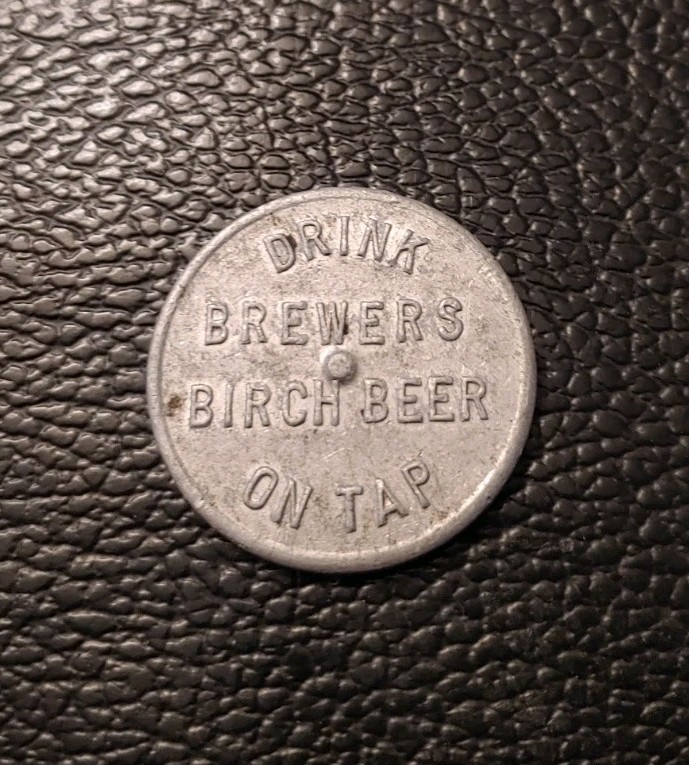 DRINK
BREWERS
BIRCH BEER
ON TAP